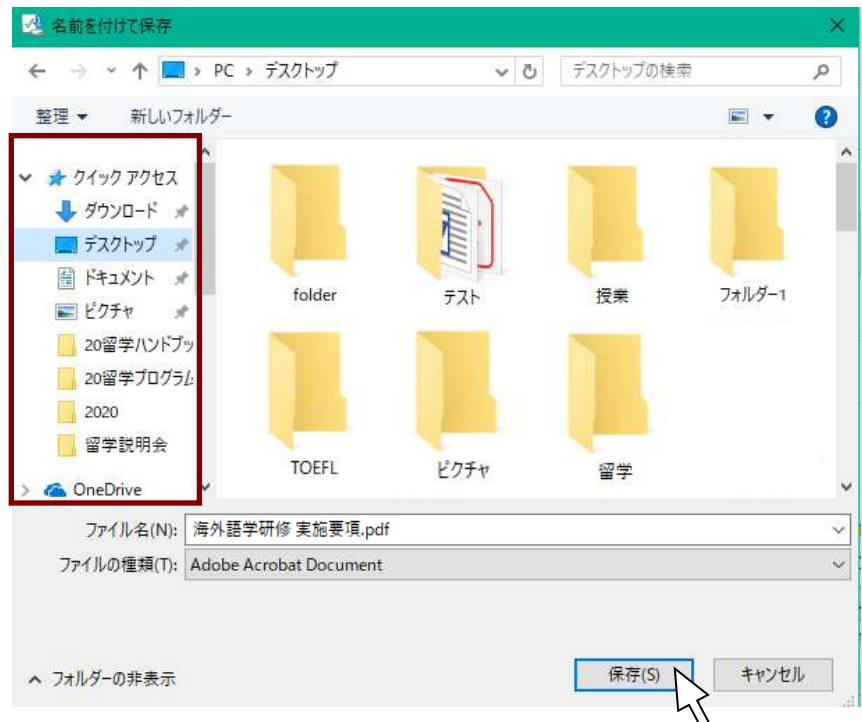 名前を付けて保存
PC › デスクトップ
デスクトップの検索
整理
新しいフォルダー
クイック アクセス
ダウンロード
デスクトップ
ドキュメント
ピクチャ
20留学ハンドブッ
20留学プログラム
2020
留学説明会
OneDrive
folder
テスト
授業
フォルダー1
TOEFL
ピクチャ
留学
ファイル名(N): 海外語学研修 実施要項.pdf
ファイルの種類(T): Adobe Acrobat Document
フォルダーの非表示
保存(S)
キャンセル